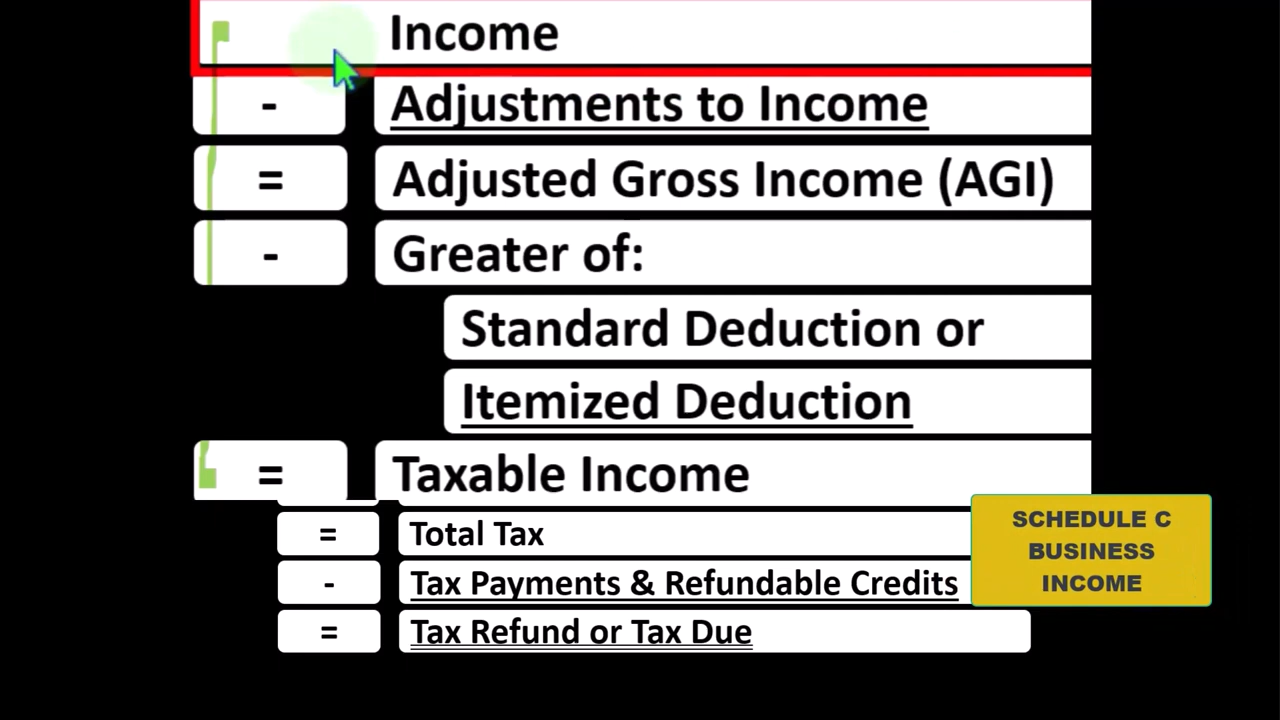 Income
- Adjustments to Income
= Adjusted Gross Income (AGI)
- Greater of:
Standard Deduction or
Itemized Deduction
= Taxable Income
= Total Tax
- Tax Payments & Refundable Credits
= Tax Refund or Tax Due
SCHEDULE C
BUSINESS
INCOME